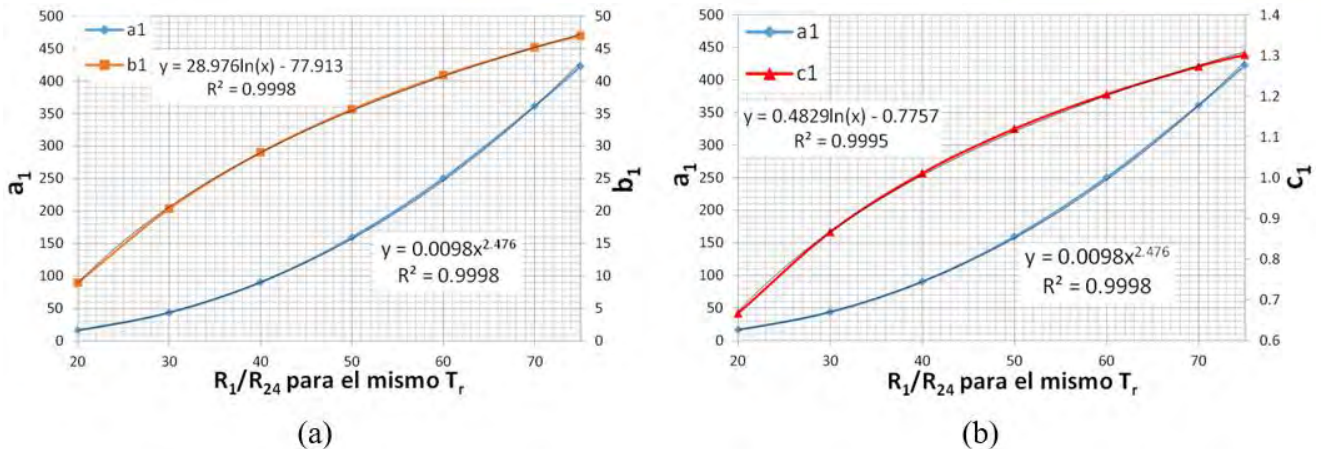 500
450
400
350
300
250
200
150
100
50
0
a₁
a1
b1
y = 28.976ln(x) - 77.913
R² = 0.9998
y = 0.0098x^2.476
R² = 0.9998
50
45
40
35
30
25
20
15
10
5
0
b₁
20 30 40 50 60 70
R₁/R₂₄ para el mismo Tᵣ
(a)
500
450
400
350
300
250
200
150
100
50
0
a₁
a1
c1
y = 0.4829ln(x) - 0.7757
R² = 0.9995
y = 0.0098x^2.476
R² = 0.9998
1.4
1.3
1.2
1.1
1.0
0.9
0.8
0.7
0.6
c₁
20 30 40 50 60 70
R₁/R₂₄ para el mismo Tᵣ
(b)